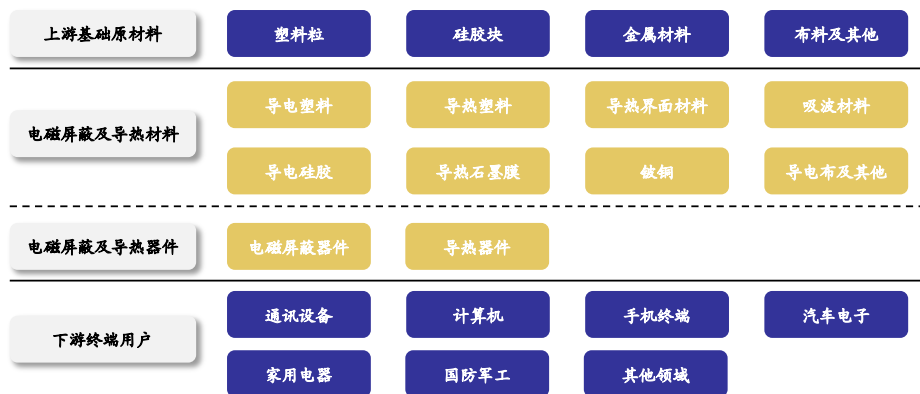 上游基础原材料
塑料粒
硅胶块
金属材料
布料及其他
电磁屏蔽及导热材料
导电塑料
导热塑料
导热界面材料
吸波材料
导电硅胶
导热石墨膜
铍铜
导电布及其他
电磁屏蔽及导热器件
电磁屏蔽器件
导热器件
下游终端用户
通讯设备
计算机
手机终端
汽车电子
家用电器
国防军工
其他领域